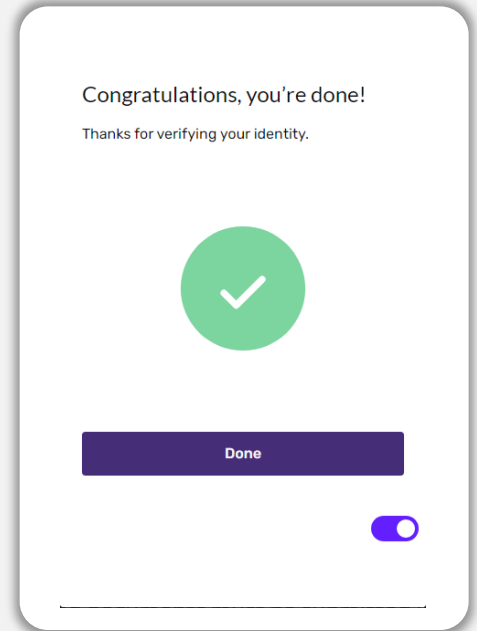 Congratulations, you’re done!
Thanks for verifying your identity.
Done